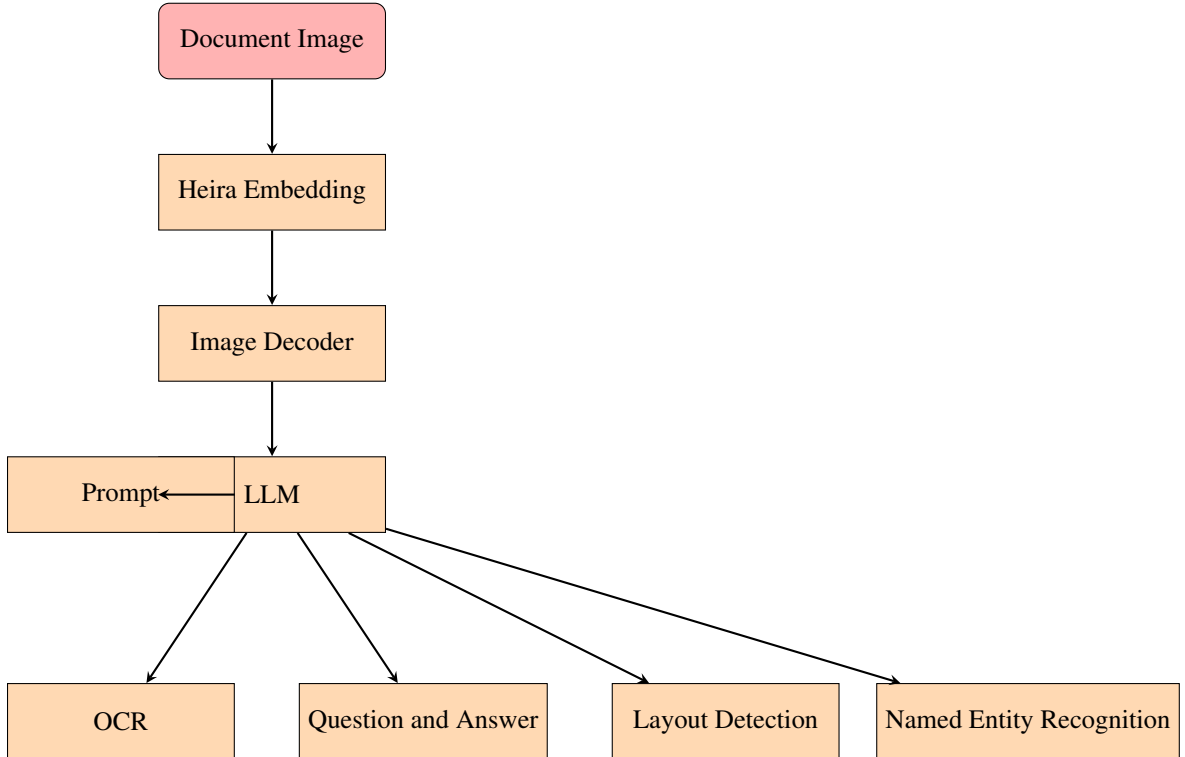 Document Image
Heira Embedding
Image Decoder
Prompt
LLM
OCR
Question and Answer
Layout Detection
Named Entity Recognition